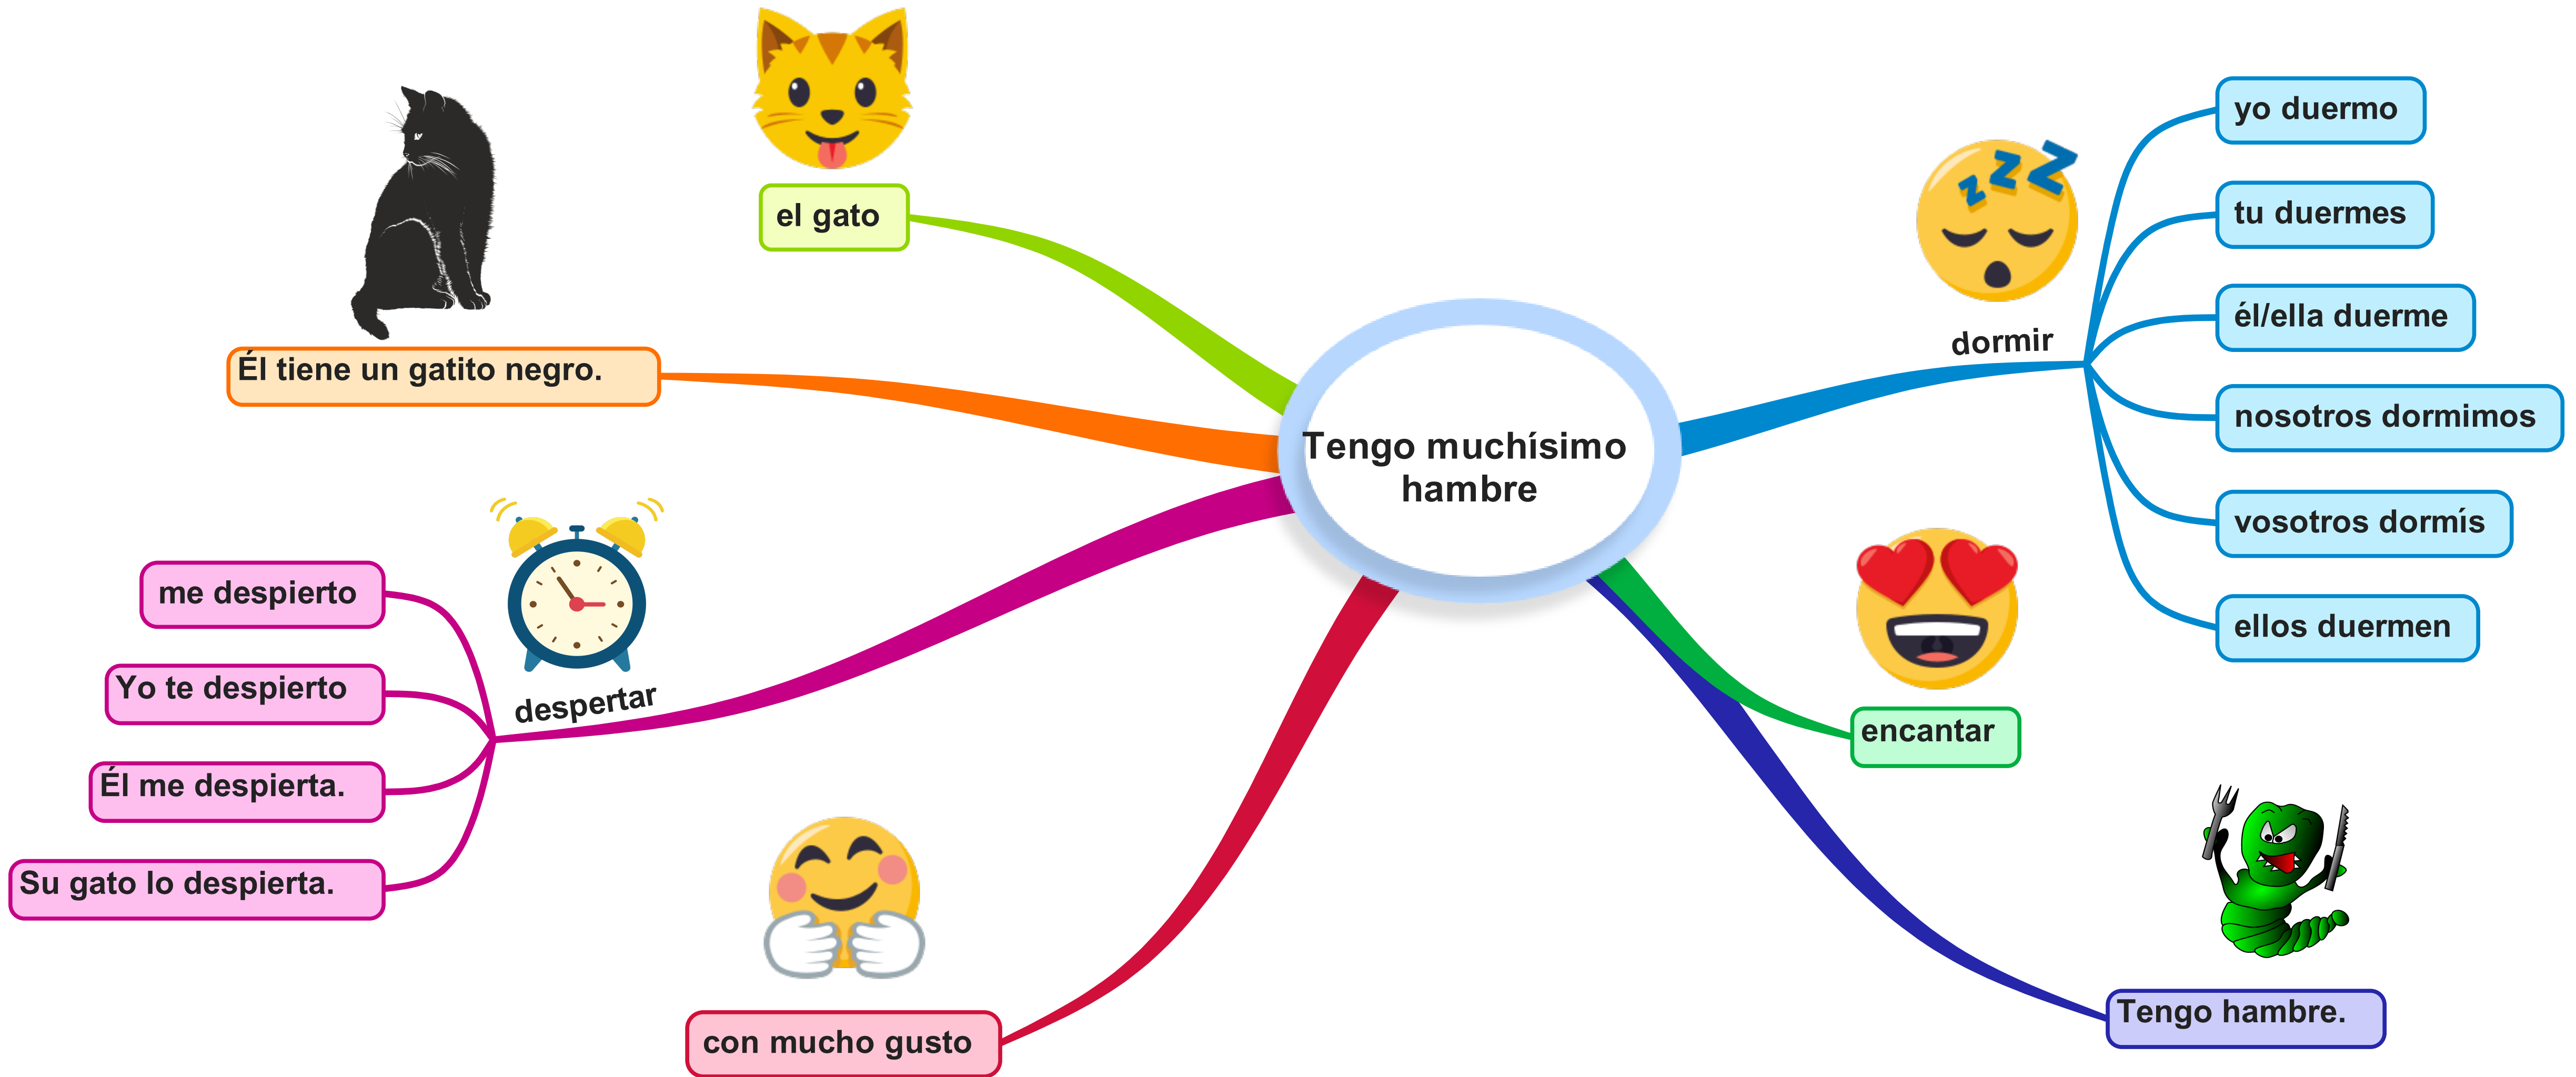 Tengo muchísimo
hambre
el gato
Él tiene un gatito negro.
despertar
me despierto
Yo te despierto
Él me despierta.
Su gato lo despierta.
con mucho gusto
dormir
yo duermo
tu duermes
él/ella duerme
nosotros dormimos
vosotros dormís
ellos duermen
encantar
Tengo hambre.
zzz